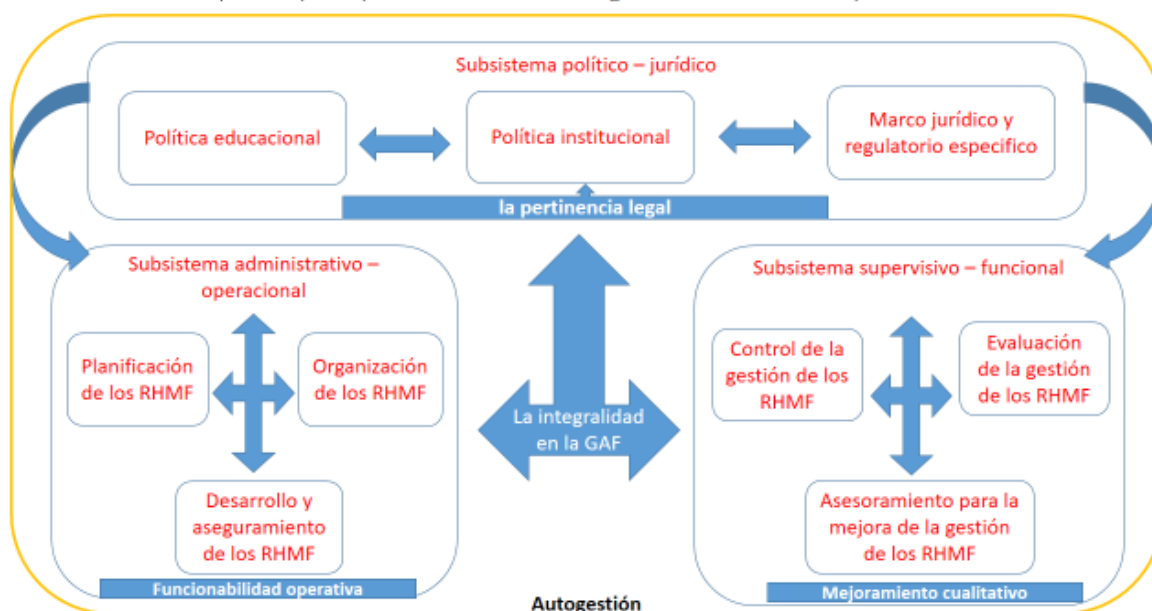 Subsistema político – jurídico
Política educacional
Política institucional
Marco jurídico y
regulatorio especifico
la pertinencia legal
Subsistema administrativo –
operacional
Planificación
de los RHMF
Organización
de los RHMF
Desarrollo y
aseguramiento
de los RHMF
Funcionabilidad operativa
La integralidad
en la GAF
Subsistema supervisivo – funcional
Control de la
gestión de los
RHMF
Evaluación
de la gestión
de los RHMF
Asesoramiento para la
mejora de la gestión
de los RHMF
Mejoramiento cualitativo
Autogestión